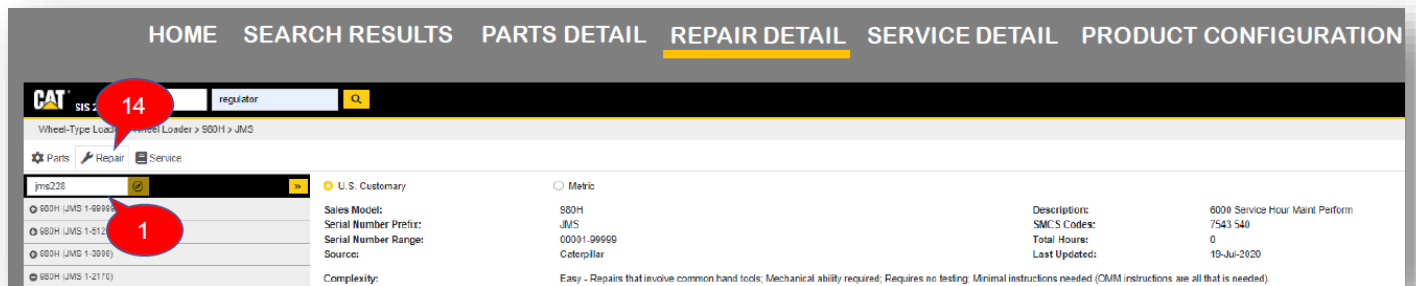 HOME SEARCH RESULTS PARTS DETAIL REPAIR DETAIL SERVICE DETAIL PRODUCT CONFIGURATION
CAT SIS 2 14 regulator
Wheel-Type Loader Wheel Loader > 980H > JMS
Parts Repair Service
jms228 U.S. Customary Metric
980H (JMS 1-99999 Sales Model: 980H Description: 6000 Service Hour Maint Perform
Serial Number Prefix: JMS SMCS Codes: 7543 540
980H (JMS 1-512 1 Serial Number Range: 00001-99999 Total Hours: 0
980H (JMS 1-3999) Source: Caterpillar Last Updated: 19-Jul-2020
980H (JMS 1-2170) Complexity: Easy - Repairs that involve common hand tools; Mechanical ability required; Requires no testing; Minimal instructions needed (OMM instructions are all that is needed).